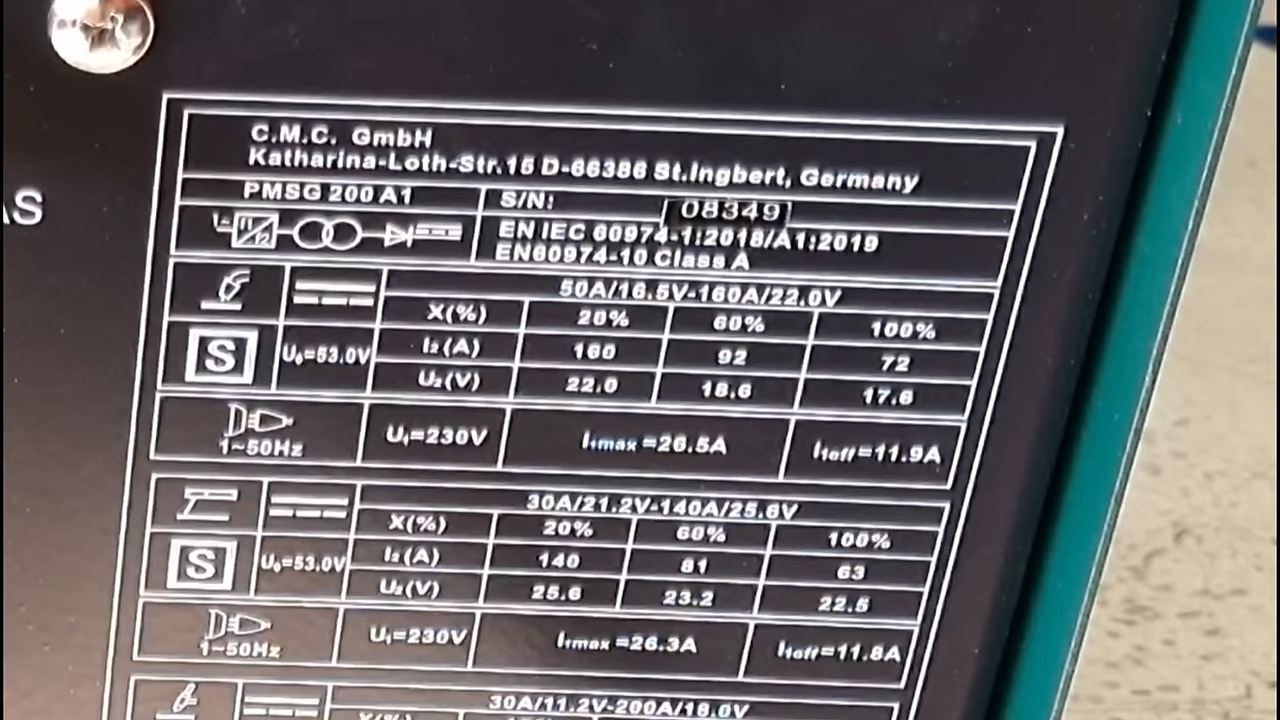 AS
C.M.C. GmbH
Katharina-Loth-Str.15 D-66386 St.Ingbert, Germany
PMSG 200 A1 S/N: 08349
EN IEC 60974-1:2018/A1:2019
EN60974-10 Class A
50A/16.5V-160A/22.0V
X(%) 20% 60% 100%
S U₀=53.0V I₂(A) 160 92 72
U₂(V) 22.0 18.6 17.6
1~50Hz U₁=230V I₁max=26.5A I₁eff=11.9A
30A/21.2V-140A/25.6V
X(%) 20% 60% 100%
S U₀=53.0V I₂(A) 140 81 63
U₂(V) 25.6 23.2 22.5
1~50Hz U₁=230V I₁max=26.3A I₁eff=11.8A
30A/11.2V-200A/18.0V
X(%)